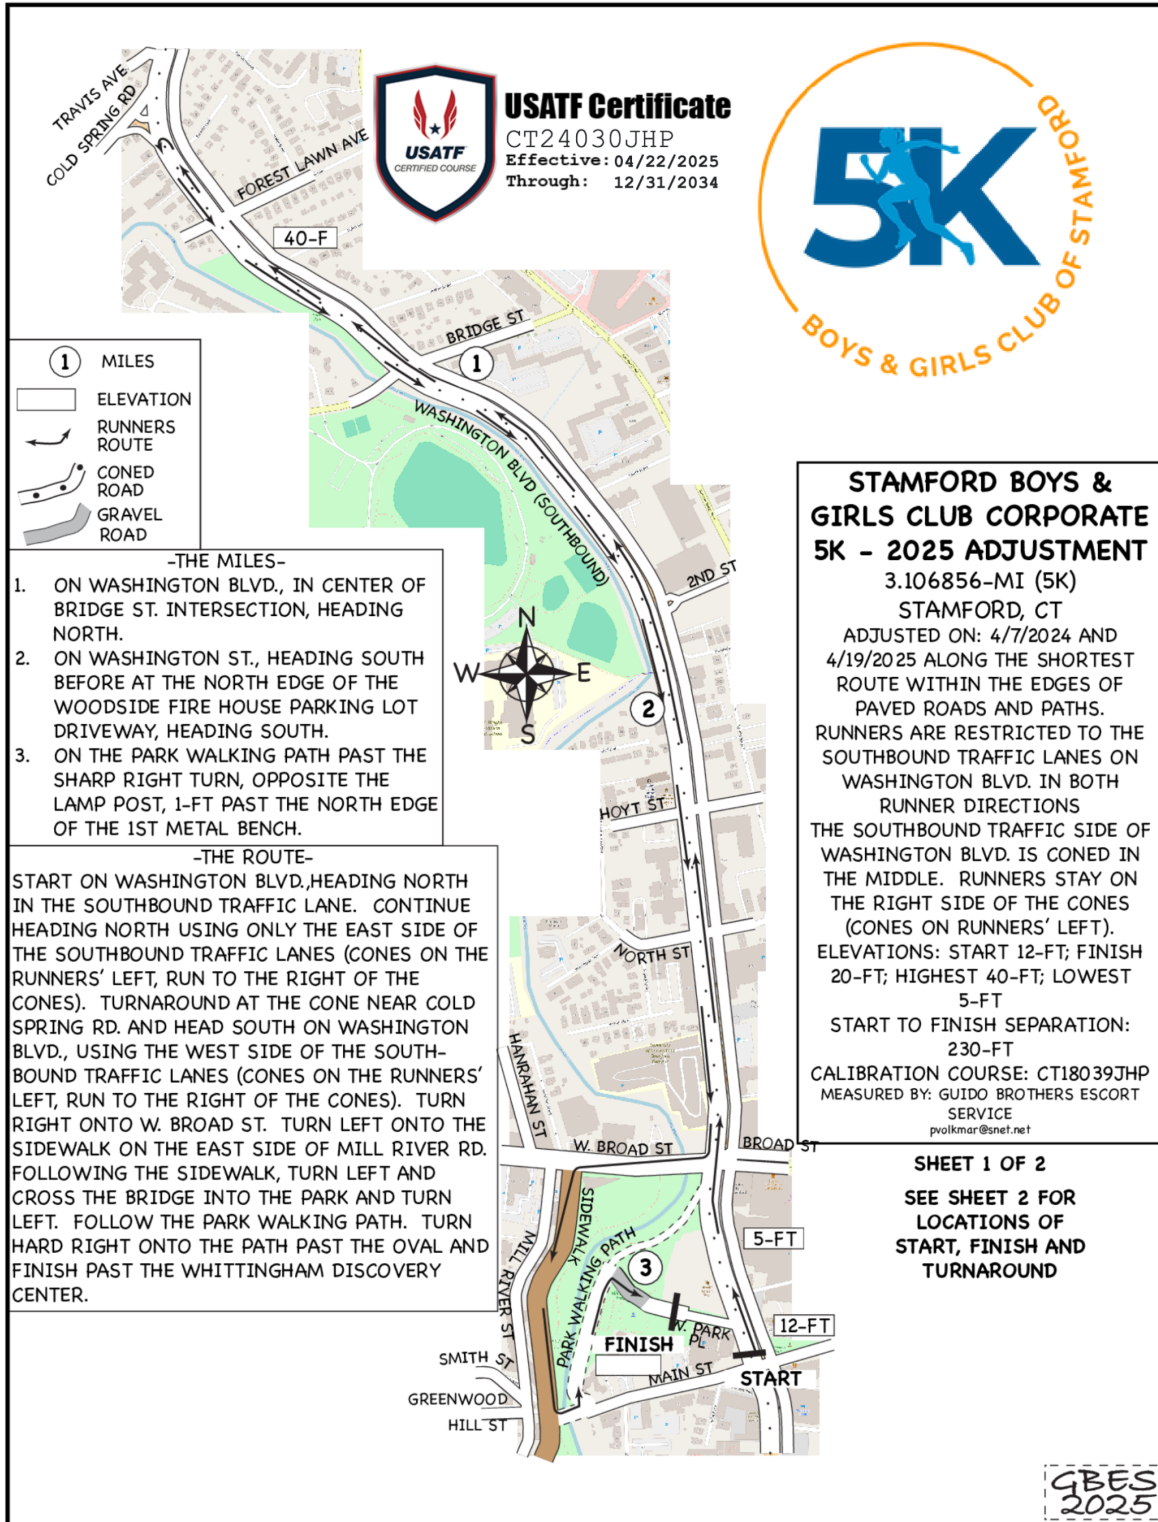 TRAVIS AVE
COLD SPRING RD
FOREST LAWN AVE
40-F
USATF
CERTIFIED COURSE
USATF Certificate
CT24030JHP
Effective: 04/22/2025
Through: 12/31/2034
5K
BOYS & GIRLS CLUB OF STAMFORD
BRIDGE ST
1
WASHINGTON BLVD (SOUTHBOUND)
2ND ST
1 MILES
ELEVATION
RUNNERS
ROUTE
CONED
ROAD
GRAVEL
ROAD
-THE MILES-
1. ON WASHINGTON BLVD., IN CENTER OF
BRIDGE ST. INTERSECTION, HEADING
NORTH.
2. ON WASHINGTON ST., HEADING SOUTH
BEFORE AT THE NORTH EDGE OF THE
WOODSIDE FIRE HOUSE PARKING LOT
DRIVEWAY, HEADING SOUTH.
3. ON THE PARK WALKING PATH PAST THE
SHARP RIGHT TURN, OPPOSITE THE
LAMP POST, 1-FT PAST THE NORTH EDGE
OF THE 1ST METAL BENCH.
N
W E
S
2
HOYT ST
NORTH ST
-THE ROUTE-
START ON WASHINGTON BLVD.,HEADING NORTH
IN THE SOUTHBOUND TRAFFIC LANE. CONTINUE
HEADING NORTH USING ONLY THE EAST SIDE OF
THE SOUTHBOUND TRAFFIC LANES (CONES ON THE
RUNNERS' LEFT, RUN TO THE RIGHT OF THE
CONES). TURNAROUND AT THE CONE NEAR COLD
SPRING RD. AND HEAD SOUTH ON WASHINGTON
BLVD., USING THE WEST SIDE OF THE SOUTH-
BOUND TRAFFIC LANES (CONES ON THE RUNNERS'
LEFT, RUN TO THE RIGHT OF THE CONES). TURN
RIGHT ONTO W. BROAD ST. TURN LEFT ONTO THE
SIDEWALK ON THE EAST SIDE OF MILL RIVER RD.
FOLLOWING THE SIDEWALK, TURN LEFT AND
CROSS THE BRIDGE INTO THE PARK AND TURN
LEFT. FOLLOW THE PARK WALKING PATH. TURN
HARD RIGHT ONTO THE PATH PAST THE OVAL AND
FINISH PAST THE WHITTINGHAM DISCOVERY
CENTER.
STAMFORD BOYS &
GIRLS CLUB CORPORATE
5K - 2025 ADJUSTMENT
3.106856-MI (5K)
STAMFORD, CT
ADJUSTED ON: 4/7/2024 AND
4/19/2025 ALONG THE SHORTEST
ROUTE WITHIN THE EDGES OF
PAVED ROADS AND PATHS.
RUNNERS ARE RESTRICTED TO THE
SOUTHBOUND TRAFFIC LANES ON
WASHINGTON BLVD. IN BOTH
RUNNER DIRECTIONS
THE SOUTHBOUND TRAFFIC SIDE OF
WASHINGTON BLVD. IS CONED IN
THE MIDDLE. RUNNERS STAY ON
THE RIGHT SIDE OF THE CONES
(CONES ON RUNNERS' LEFT).
ELEVATIONS: START 12-FT; FINISH
20-FT; HIGHEST 40-FT; LOWEST
5-FT
START TO FINISH SEPARATION:
230-FT
CALIBRATION COURSE: CT18039JHP
MEASURED BY: GUIDO BROTHERS ESCORT
SERVICE
pvolkmar@snet.net
SHEET 1 OF 2
SEE SHEET 2 FOR
LOCATIONS OF
START, FINISH AND
TURNAROUND
HANRAHAN ST
W. BROAD ST
BROAD ST
SIDEWALK
MILL RIVER ST
PARK WALKING PATH
3
5-FT
12-FT
W. PARK
PL
FINISH
MAIN ST
START
SMITH ST
GREENWOOD
HILL ST
GBES
2025